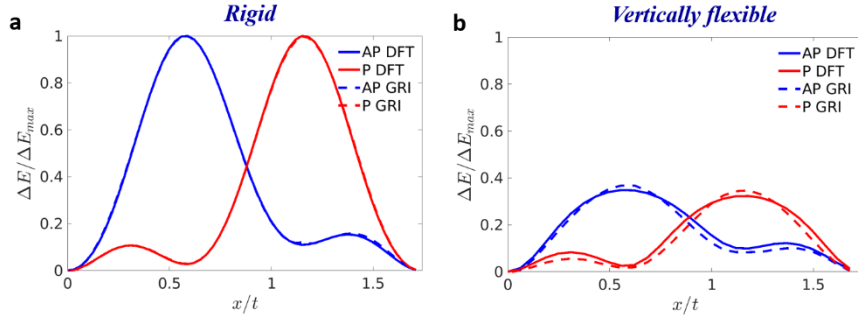 a
Rigid
ΔE/ΔE_max
1
0.8
0.6
0.4
0.2
0
0
0.5
1
1.5
x/t
AP DFT
P DFT
AP GRI
P GRI
b
Vertically flexible
ΔE/ΔE_max
1
0.8
0.6
0.4
0.2
0
0
0.5
1
1.5
x/t
AP DFT
P DFT
AP GRI
P GRI